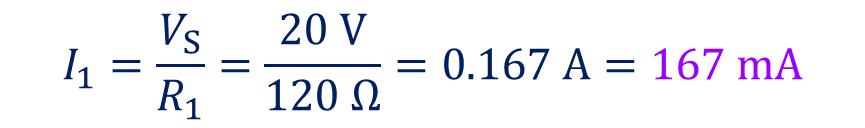 I₁ = V_S / R₁ = 20 V / 120 Ω = 0.167 A = 167 mA